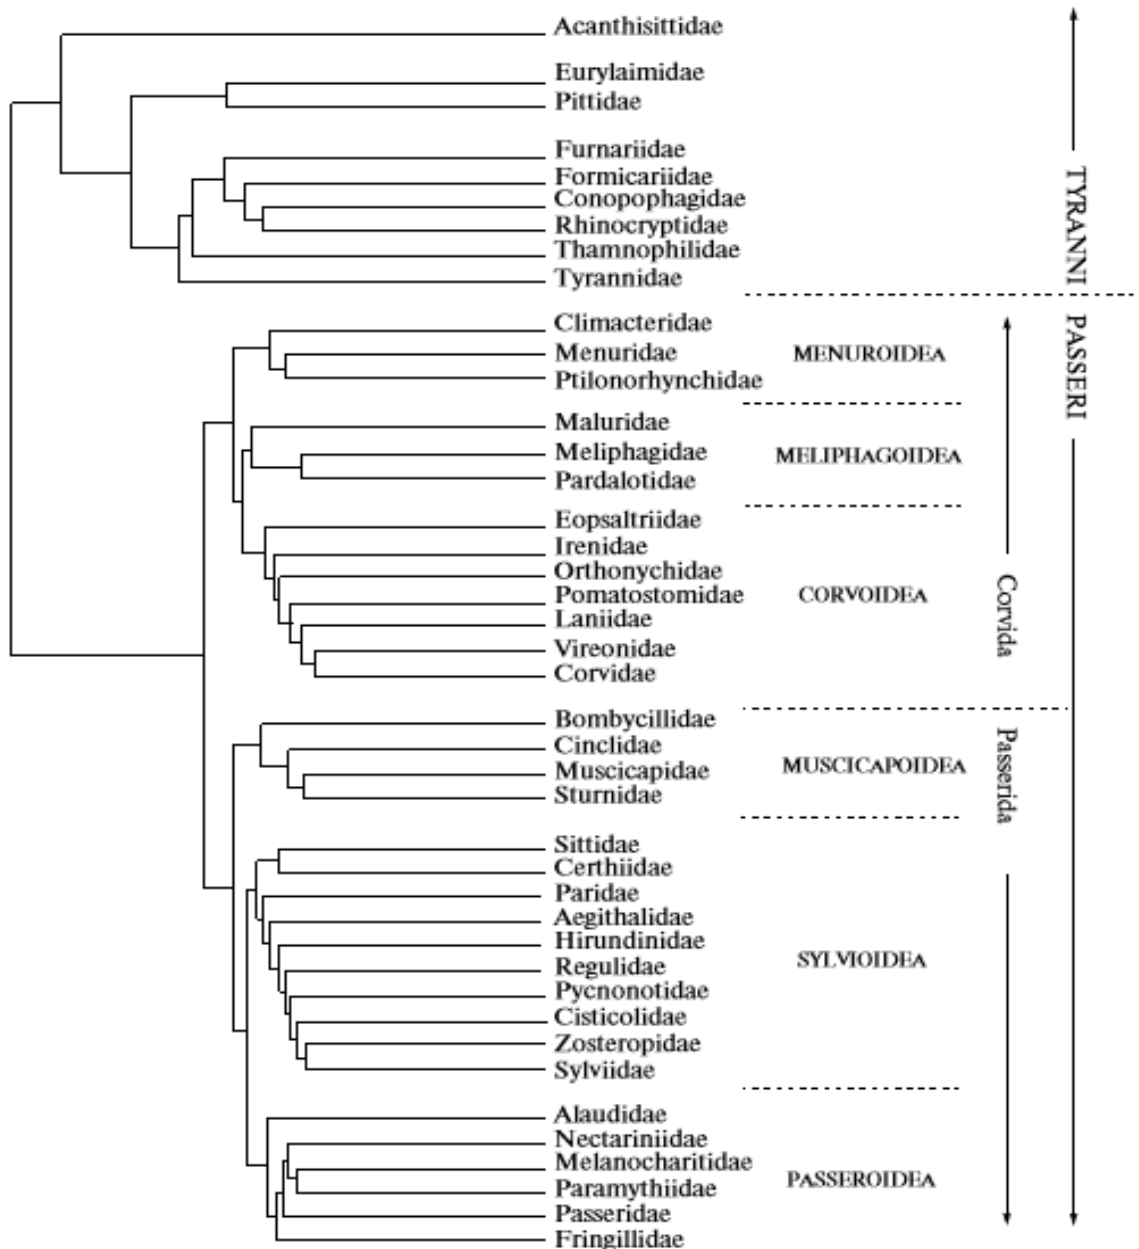 Acanthisittidae
Eurylaimidae
Pittidae
Furnariidae
Formicariidae
Conopophagidae
Rhinocryptidae
Thamnophilidae
Tyrannidae
TYRANNI
Climacteridae
Menuridae
Ptilonorhynchidae
MENUROIDEA
PASSERI
Maluridae
Meliphagidae
Pardalotidae
MELIPHAGOIDEA
Eopsaltriidae
Irenidae
Orthonychidae
Pomatostomidae
Laniidae
Vireonidae
Corvidae
CORVOIDEA
Corvida
Bombycillidae
Cinclidae
Muscicapidae
Sturnidae
MUSCICAPOIDEA
Passerida
Sittidae
Certhiidae
Paridae
Aegithalidae
Hirundinidae
Regulidae
Pycnonotidae
Cisticolidae
Zosteropidae
Sylviidae
SYLVIOIDEA
Alaudidae
Nectariniidae
Melanocharitidae
Paramythiidae
Passeridae
Fringillidae
PASSEROIDEA